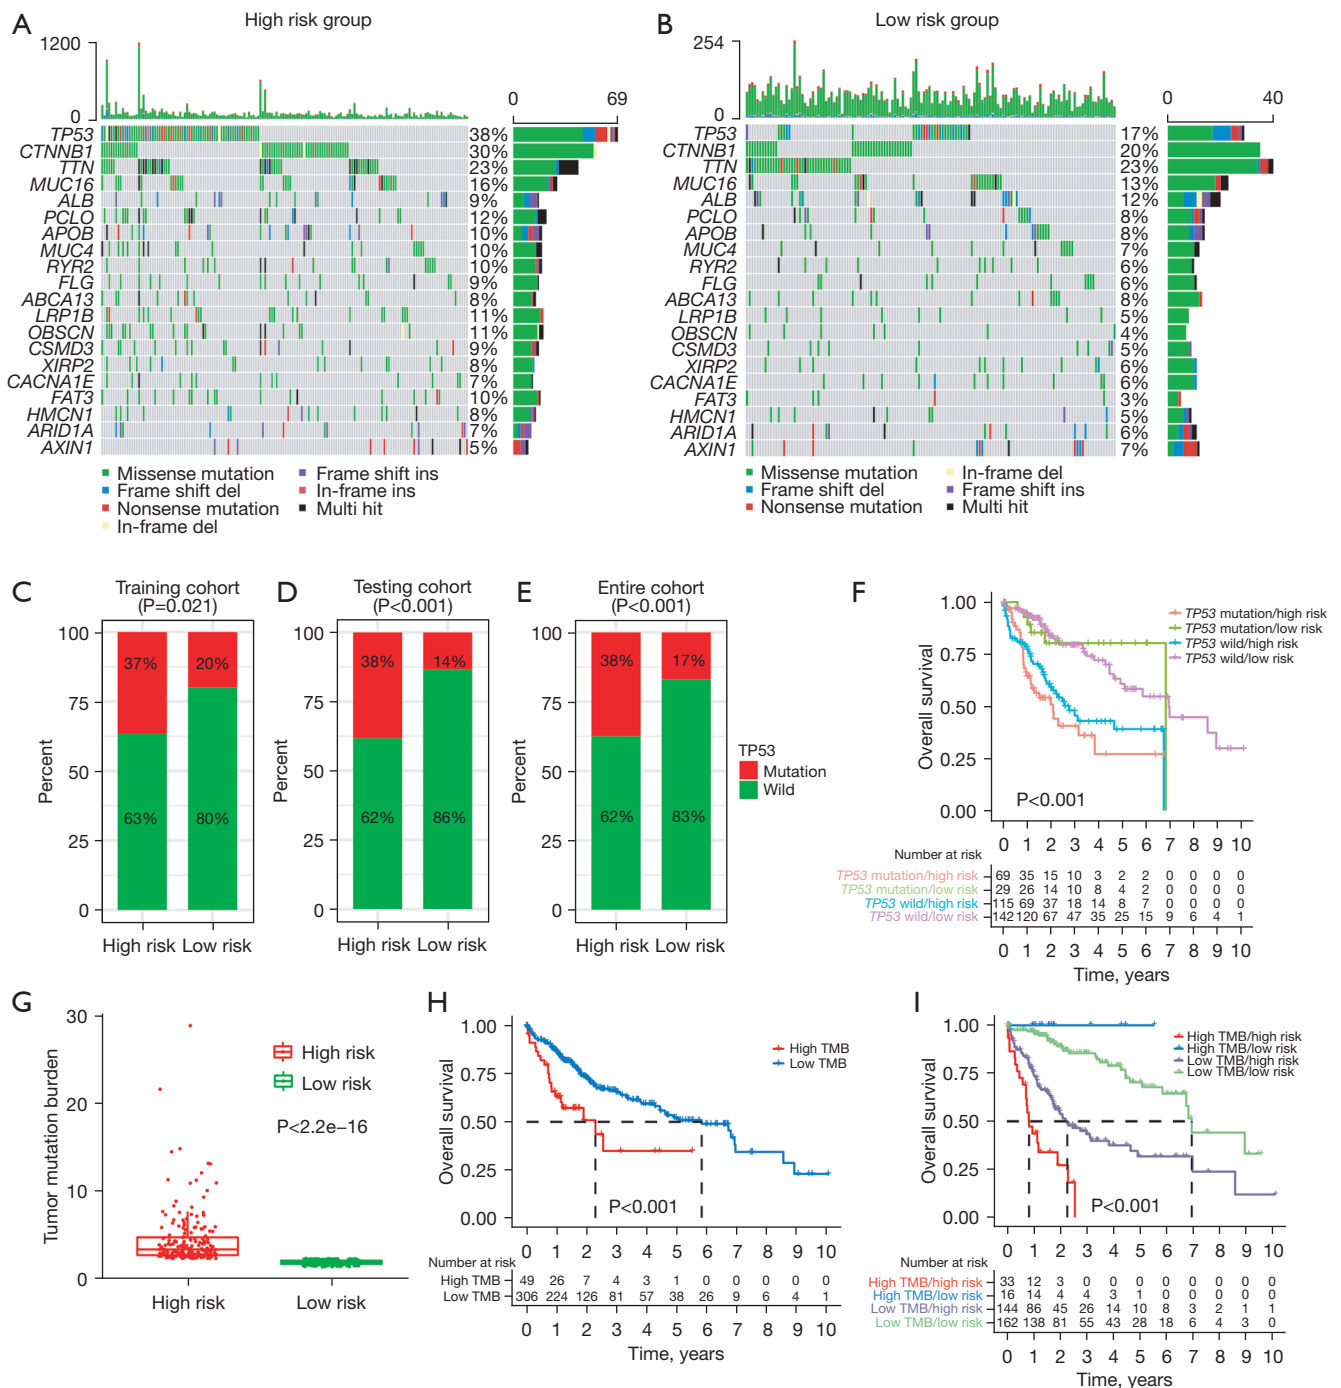 A
High risk group
1200
0
0 69
TP53 38%
CTNNB1 30%
TTN 23%
MUC16 16%
ALB 9%
PCLO 12%
APOB 10%
MUC4 10%
RYR2 10%
FLG 9%
ABCA13 8%
LRP1B 11%
OBSCN 11%
CSMD3 9%
XIRP2 8%
CACNA1E 7%
FAT3 10%
HMCN1 8%
ARID1A 7%
AXIN1 5%
Missense mutation
Frame shift del
Nonsense mutation
In-frame del
Frame shift ins
In-frame ins
Multi hit
B
Low risk group
254
0
0 40
TP53 17%
CTNNB1 20%
TTN 23%
MUC16 13%
ALB 12%
PCLO 8%
APOB 8%
MUC4 7%
RYR2 6%
FLG 6%
ABCA13 8%
LRP1B 5%
OBSCN 4%
CSMD3 5%
XIRP2 6%
CACNA1E 6%
FAT3 3%
HMCN1 5%
ARID1A 6%
AXIN1 7%
Missense mutation
Frame shift del
Nonsense mutation
In-frame del
Frame shift ins
Multi hit
C
Training cohort
(P=0.021)
Percent
100
75
50
25
0
37% 20%
63% 80%
High risk Low risk
D
Testing cohort
(P<0.001)
Percent
100
75
50
25
0
38% 14%
62% 86%
High risk Low risk
E
Entire cohort
(P<0.001)
Percent
100
75
50
25
0
38% 17%
62% 83%
High risk Low risk
TP53
Mutation
Wild
F
Overall survival
1.00
0.75
0.50
0.25
0.00
TP53 mutation/high risk
TP53 mutation/low risk
TP53 wild/high risk
TP53 wild/low risk
P<0.001
0 1 2 3 4 5 6 7 8 9 10
Number at risk
TP53 mutation/high risk 69 35 15 10 3 2 2 0 0 0 0
TP53 mutation/low risk 29 26 14 10 8 4 2 0 0 0 0
TP53 wild/high risk 115 69 37 18 14 8 7 0 0 0 0
TP53 wild/low risk 142 120 67 47 35 25 15 9 6 4 1
0 1 2 3 4 5 6 7 8 9 10
Time, years
G
Tumor mutation burden
30
20
10
0
High risk
Low risk
P<2.2e−16
High risk Low risk
H
Overall survival
1.00
0.75
0.50
0.25
0.00
High TMB
Low TMB
P<0.001
0 1 2 3 4 5 6 7 8 9 10
Number at risk
High TMB 49 26 7 4 3 1 0 0 0 0 0
Low TMB 306 224 126 81 57 38 26 9 6 4 1
0 1 2 3 4 5 6 7 8 9 10
Time, years
I
Overall survival
1.00
0.75
0.50
0.25
0.00
High TMB/high risk
High TMB/low risk
Low TMB/high risk
Low TMB/low risk
P<0.001
0 1 2 3 4 5 6 7 8 9 10
Number at risk
High TMB/high risk 33 12 3 0 0 0 0 0 0 0 0
High TMB/low risk 16 14 4 4 3 1 0 0 0 0 0
Low TMB/high risk 144 86 45 26 14 10 8 3 2 1 1
Low TMB/low risk 162 138 81 55 43 28 18 6 4 3 0
0 1 2 3 4 5 6 7 8 9 10
Time, years